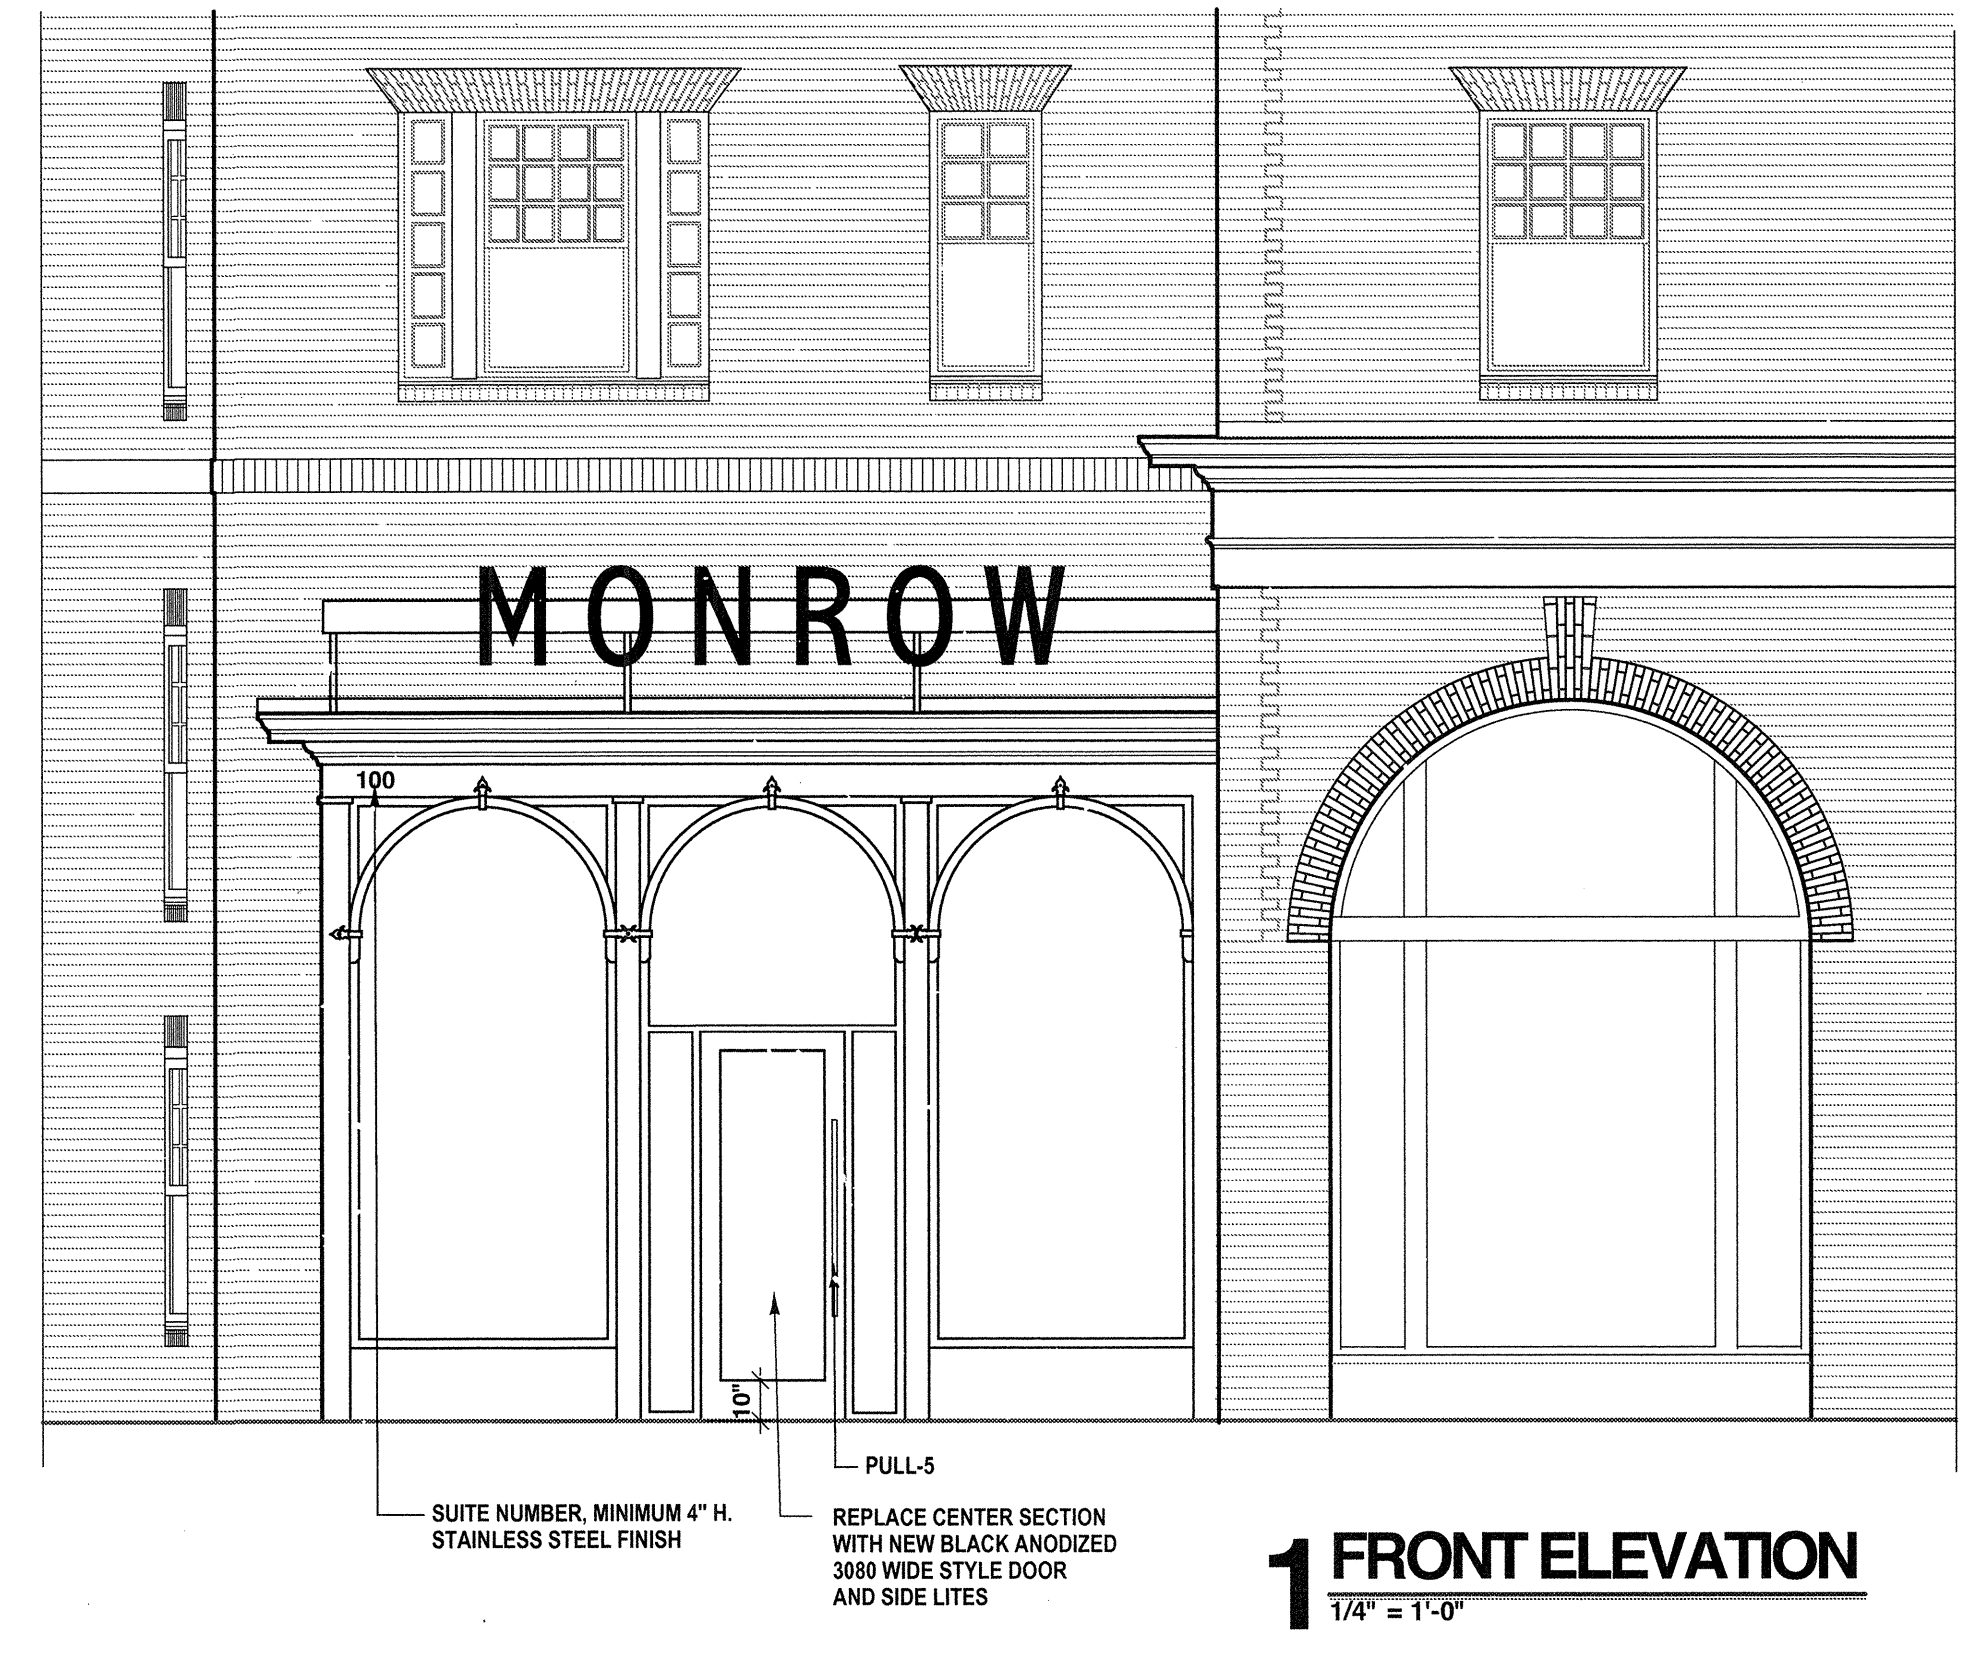 MONROW
100
10"
PULL-5
SUITE NUMBER, MINIMUM 4" H.
STAINLESS STEEL FINISH
REPLACE CENTER SECTION
WITH NEW BLACK ANODIZED
3080 WIDE STYLE DOOR
AND SIDE LITES
1 FRONT ELEVATION
1/4" = 1'-0"